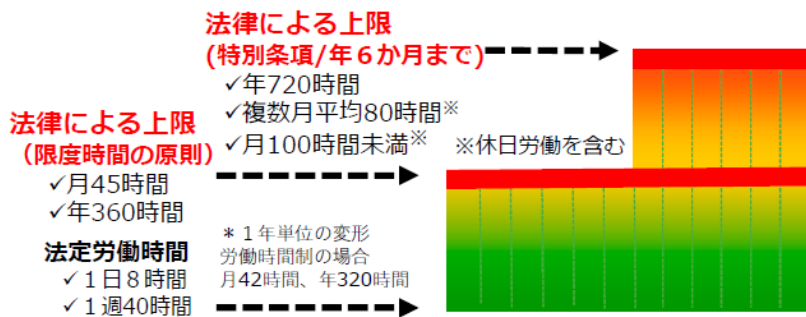 法律による上限
(特別条項/年６か月まで)
✓年720時間
✓複数月平均80時間※
✓月100時間未満※
※休日労働を含む
法律による上限
（限度時間の原則）
✓月45時間
✓年360時間
法定労働時間
✓１日８時間
✓１週40時間
＊１年単位の変形
労働時間制の場合
月42時間、年320時間